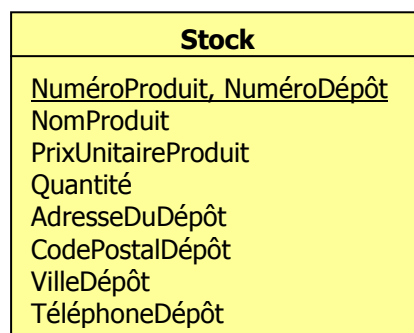 Stock
NuméroProduit, NuméroDépôt
NomProduit
PrixUnitaireProduit
Quantité
AdresseDuDépôt
CodePostalDépôt
VilleDépôt
TéléphoneDépôt